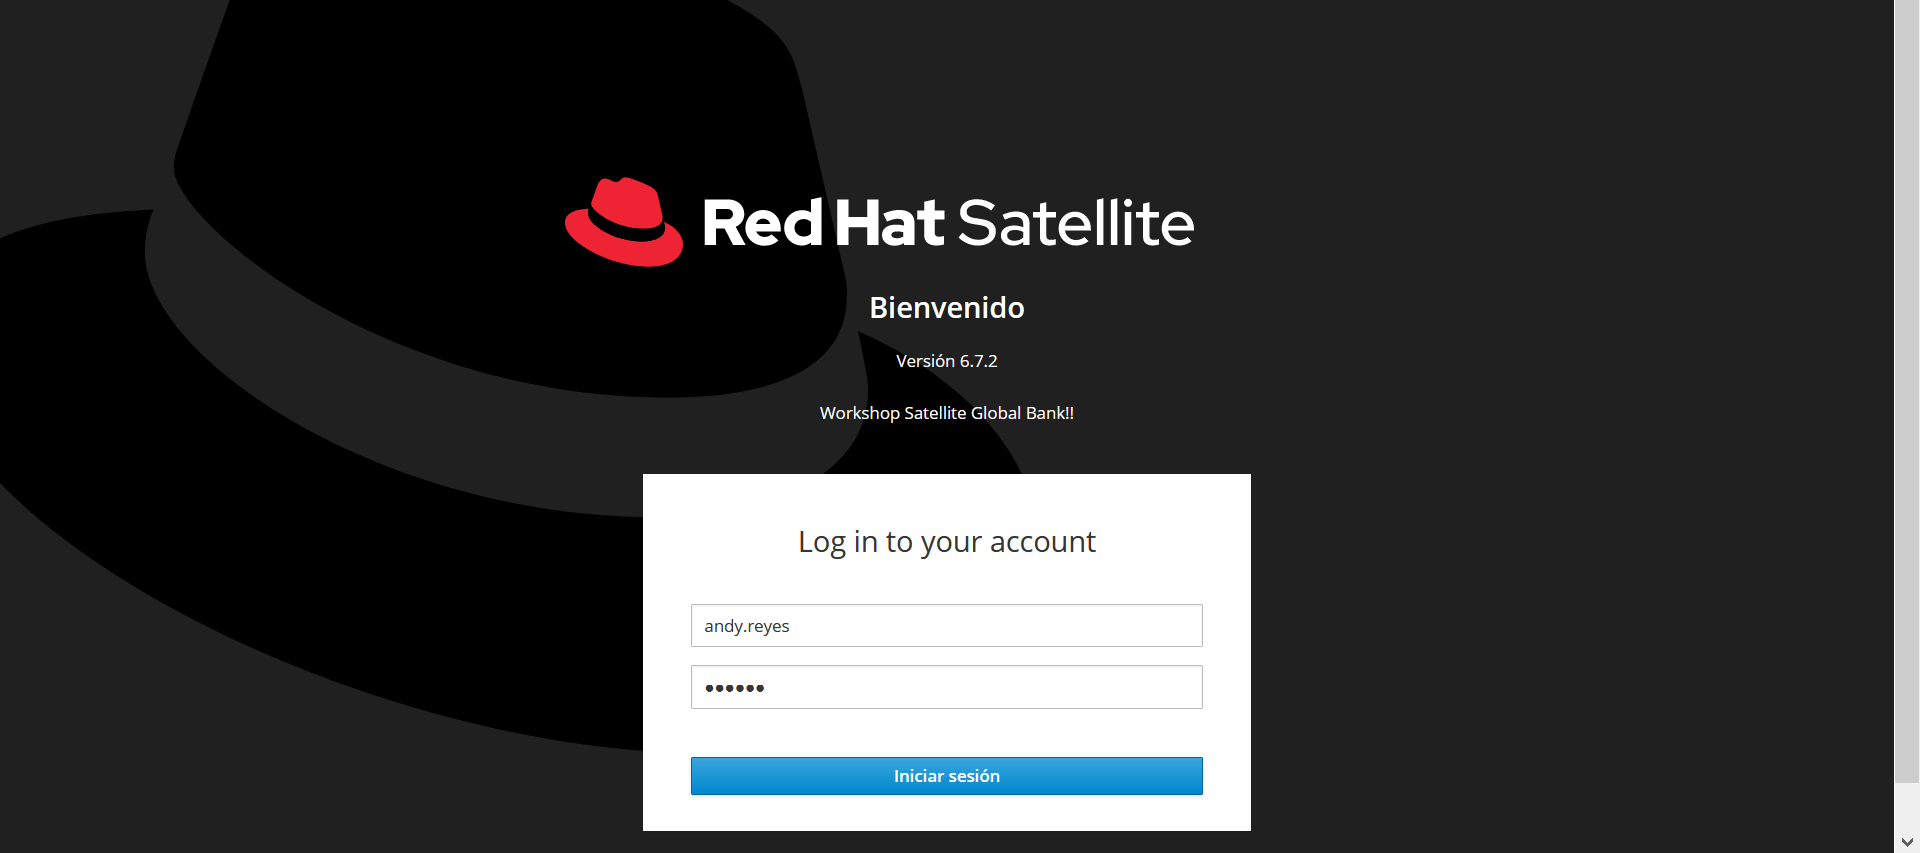 Red Hat Satellite
Bienvenido
Versión 6.7.2
Workshop Satellite Global Bank!!
Log in to your account
andy.reyes
••••••
Iniciar sesión